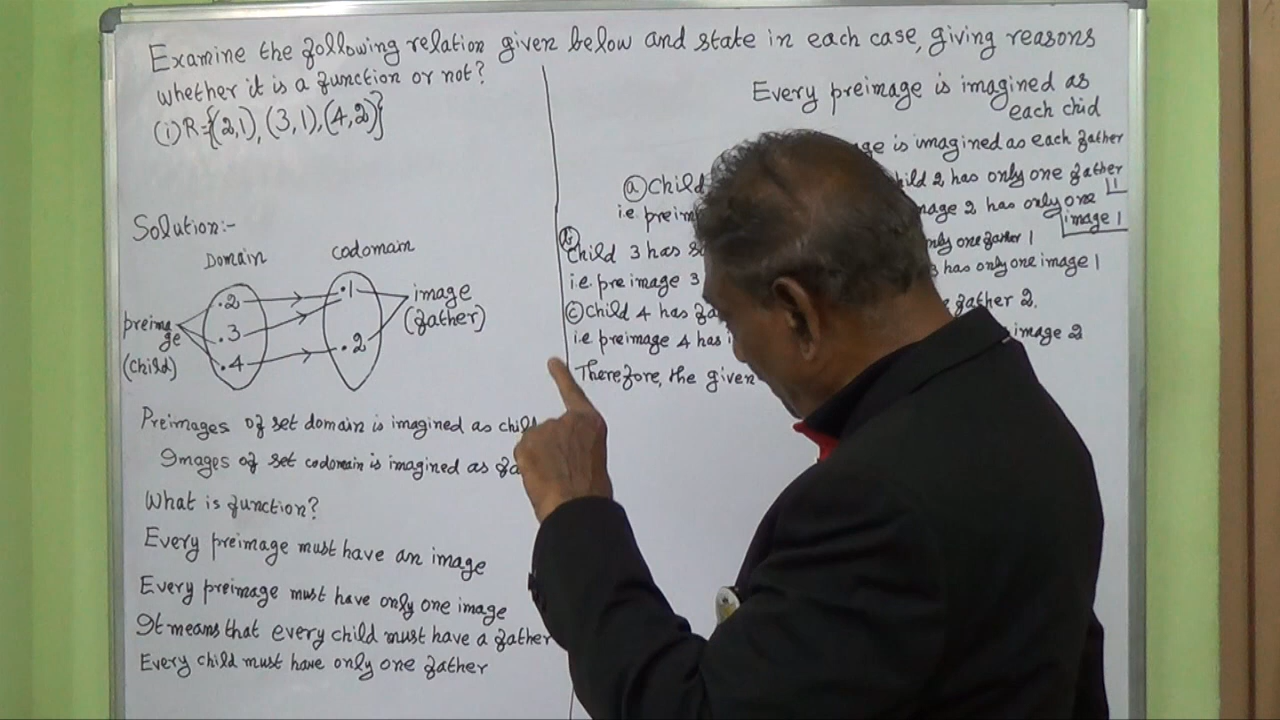 Examine the following relation given below and state in each case, giving reasons
whether it is a function or not?
(i) R={(2,1), (3,1), (4,2)}
Solution:-
Domain
codomain
.2
.3
.4
.1
.2
preima
ge
(child)
image
(father)
Preimages of set domain is imagined as
Images of set codomain is imagined as
What is function?
Every preimage must have an image
Every preimage must have only one image
It means that every child must have a father
Every child must have only one father
Every preimage is imagined as
each chid
is imagined as each father
(a) Child 2 has only one father
1
i.e 2 has only one
image 1
(b)
Child 3 has only one father 1
i.e. preimage 3 has only one image 1
(c) Child 4 has father 2.
i.e. preimage 4 has image 2
Therefore, the given